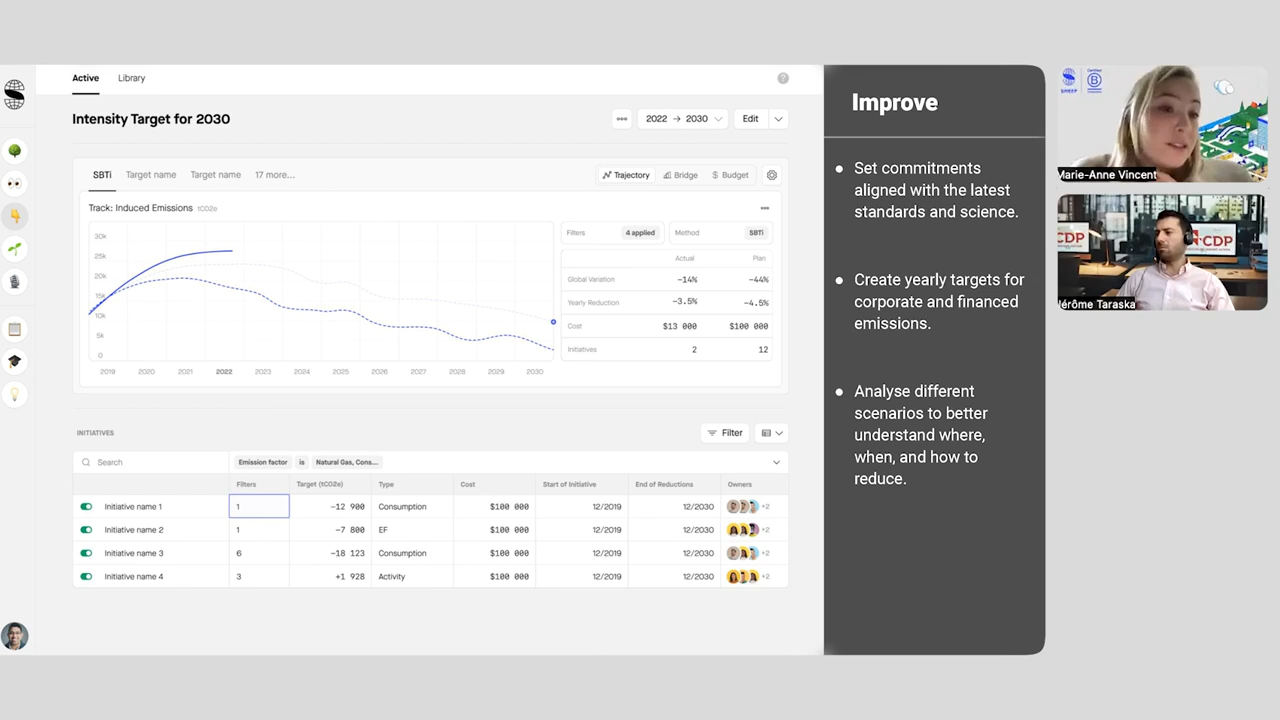 Active Library
Intensity Target for 2030
2022 → 2030
Edit
SBTi Target name Target name 17 more...
Trajectory Bridge $ Budget
Track: Induced Emissions tCO2e
30k
25k
20k
15k
10k
5k
0
2019 2020 2021 2022 2023 2024 2025 2026 2027 2028 2029 2030
Filters 4 applied Method SBTi
Actual Plan
Global Variation −14% −44%
Yearly Reduction −3.5% −4.5%
Cost $13 000 $100 000
Initiatives 2 12
INITIATIVES
Filter
Search
Emission factor is Natural Gas, Cons...
Filters Target (tCO2e) Type Cost Start of Initiative End of Reductions Owners
Initiative name 1 1 −12 900 Consumption $100 000 12/2019 12/2030 +2
Initiative name 2 1 −7 800 EF $100 000 12/2019 12/2030 +2
Initiative name 3 6 −18 123 Consumption $100 000 12/2019 12/2030 +2
Initiative name 4 3 +1 928 Activity $100 000 12/2019 12/2030 +2
Improve
● Set commitments
aligned with the latest
standards and science.
● Create yearly targets for
corporate and financed
emissions.
● Analyse different
scenarios to better
understand where,
when, and how to
reduce.
Marie-Anne Vincent
CDP
CDP
Jérôme Taraska